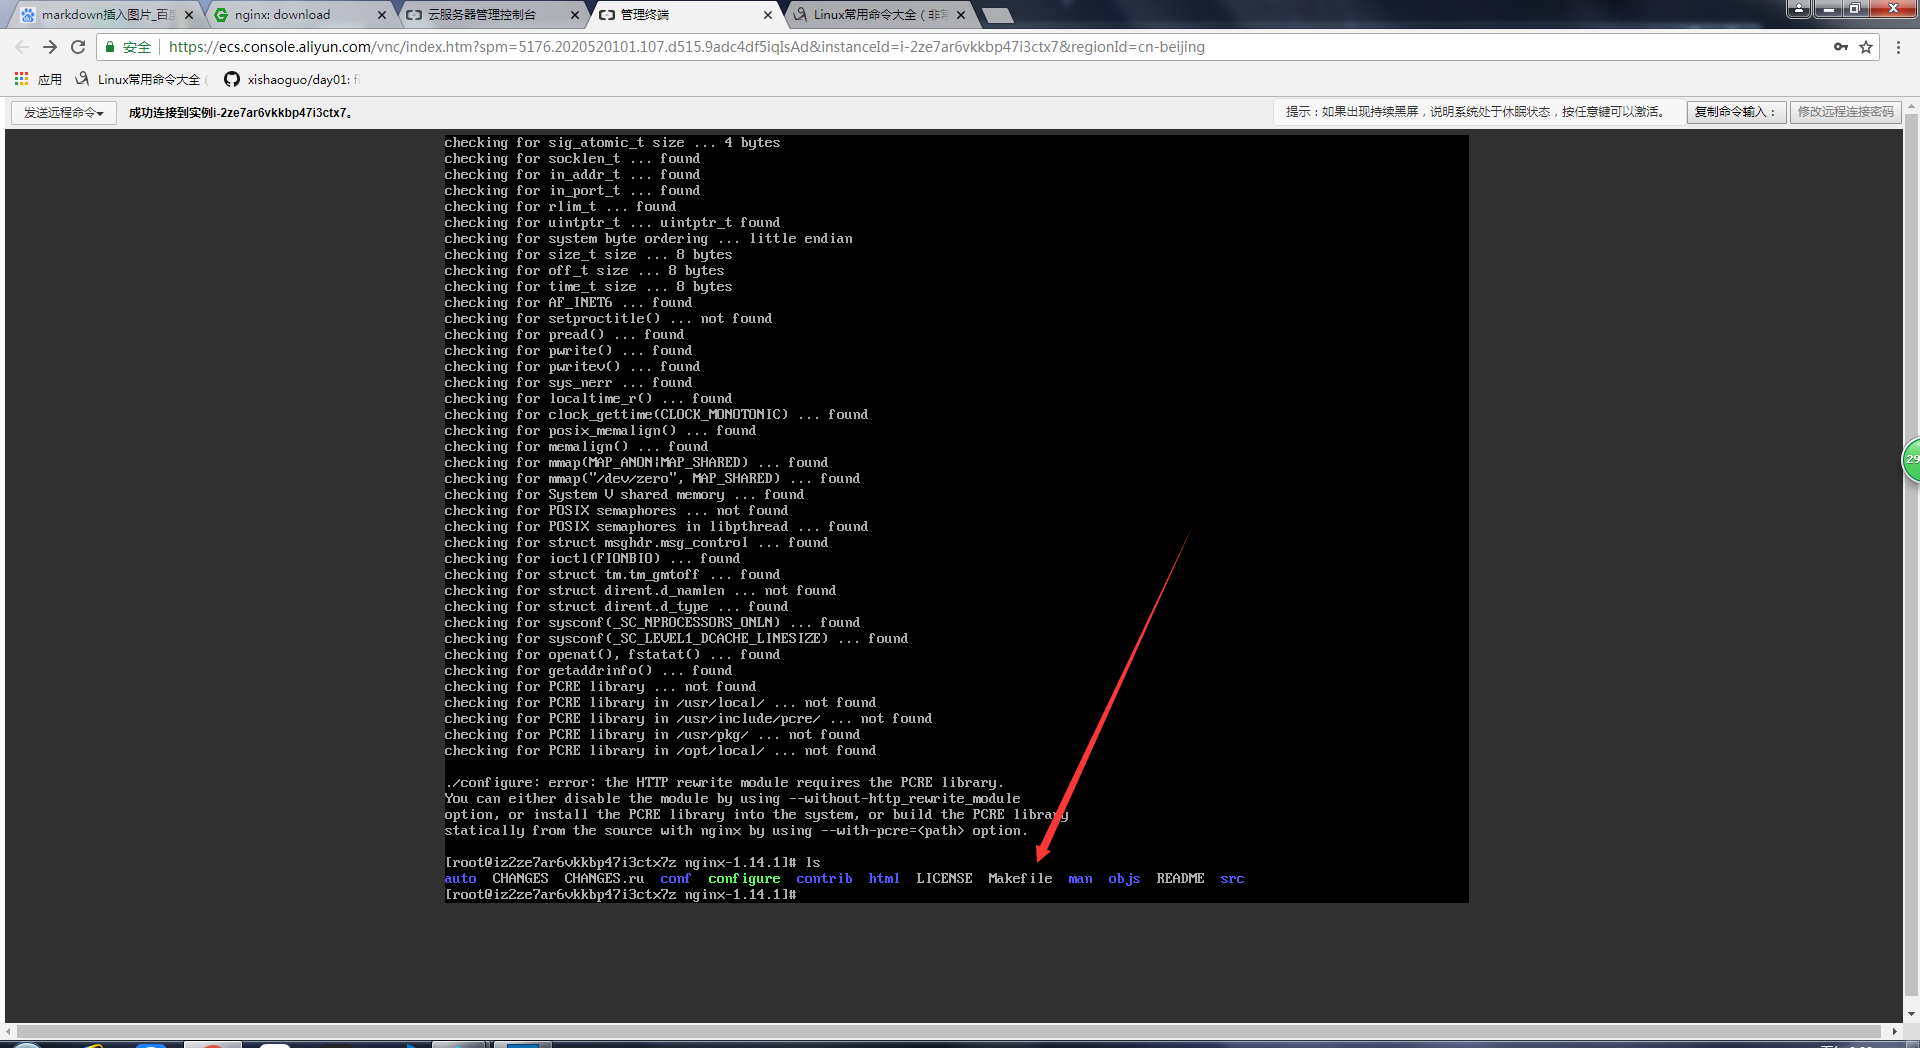 markdown插入图片_百度
nginx: download
云服务器管理控制台
管理终端
Linux常用命令大全（非常
安全
https://ecs.console.aliyun.com/vnc/index.htm?spm=5176.2020520101.107.d515.9adc4df5iqIsAd&instanceId=i-2ze7ar6vkkbp47i3ctx7&regionId=cn-beijing
应用
Linux常用命令大全（
xishaoguo/day01: fi
发送远程命令
成功连接到实例i-2ze7ar6vkkbp47i3ctx7。
提示：如果出现持续黑屏，说明系统处于休眠状态，按任意键可以激活。
复制命令输入：
修改远程连接密码
checking for sig_atomic_t size ... 4 bytes
checking for socklen_t ... found
checking for in_addr_t ... found
checking for in_port_t ... found
checking for rlim_t ... found
checking for uintptr_t ... uintptr_t found
checking for system byte ordering ... little endian
checking for size_t size ... 8 bytes
checking for off_t size ... 8 bytes
checking for time_t size ... 8 bytes
checking for AF_INET6 ... found
checking for setproctitle() ... not found
checking for pread() ... found
checking for pwrite() ... found
checking for pwritev() ... found
checking for sys_nerr ... found
checking for localtime_r() ... found
checking for clock_gettime(CLOCK_MONOTONIC) ... found
checking for posix_memalign() ... found
checking for memalign() ... found
checking for mmap(MAP_ANON|MAP_SHARED) ... found
checking for mmap("/dev/zero", MAP_SHARED) ... found
checking for System V shared memory ... found
checking for POSIX semaphores ... not found
checking for POSIX semaphores in libpthread ... found
checking for struct msghdr.msg_control ... found
checking for ioctl(FIONBIO) ... found
checking for struct tm.tm_gmtoff ... found
checking for struct dirent.d_namlen ... not found
checking for struct dirent.d_type ... found
checking for sysconf(_SC_NPROCESSORS_ONLN) ... found
checking for sysconf(_SC_LEVEL1_DCACHE_LINESIZE) ... found
checking for openat(), fstatat() ... found
checking for getaddrinfo() ... found
checking for PCRE library ... not found
checking for PCRE library in /usr/local/ ... not found
checking for PCRE library in /usr/include/pcre/ ... not found
checking for PCRE library in /usr/pkg/ ... not found
checking for PCRE library in /opt/local/ ... not found
./configure: error: the HTTP rewrite module requires the PCRE library.
You can either disable the module by using --without-http_rewrite_module
option, or install the PCRE library into the system, or build the PCRE library
statically from the source with nginx by using --with-pcre=<path> option.
[root@iz2ze7ar6vkkbp47i3ctx7z nginx-1.14.1]# ls
auto CHANGES CHANGES.ru conf configure contrib html LICENSE Makefile man objs README src
[root@iz2ze7ar6vkkbp47i3ctx7z nginx-1.14.1]#
29